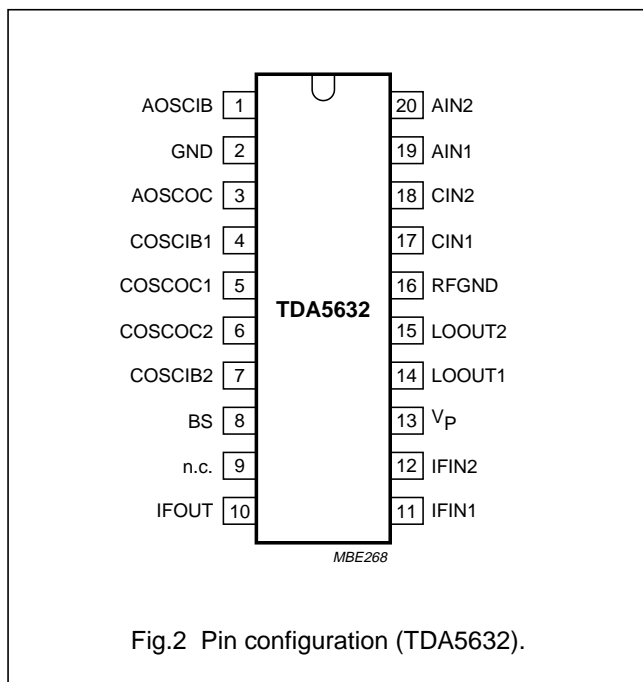 AOSCIB 1 20 AIN2
GND 2 19 AIN1
AOSCOC 3 18 CIN2
COSCIB1 4 17 CIN1
COSCOC1 5 16 RFGND
TDA5632
COSCOC2 6 15 LOOUT2
COSCIB2 7 14 LOOUT1
BS 8 13 VP
n.c. 9 12 IFIN2
IFOUT 10 11 IFIN1
MBE268
Fig.2 Pin configuration (TDA5632).